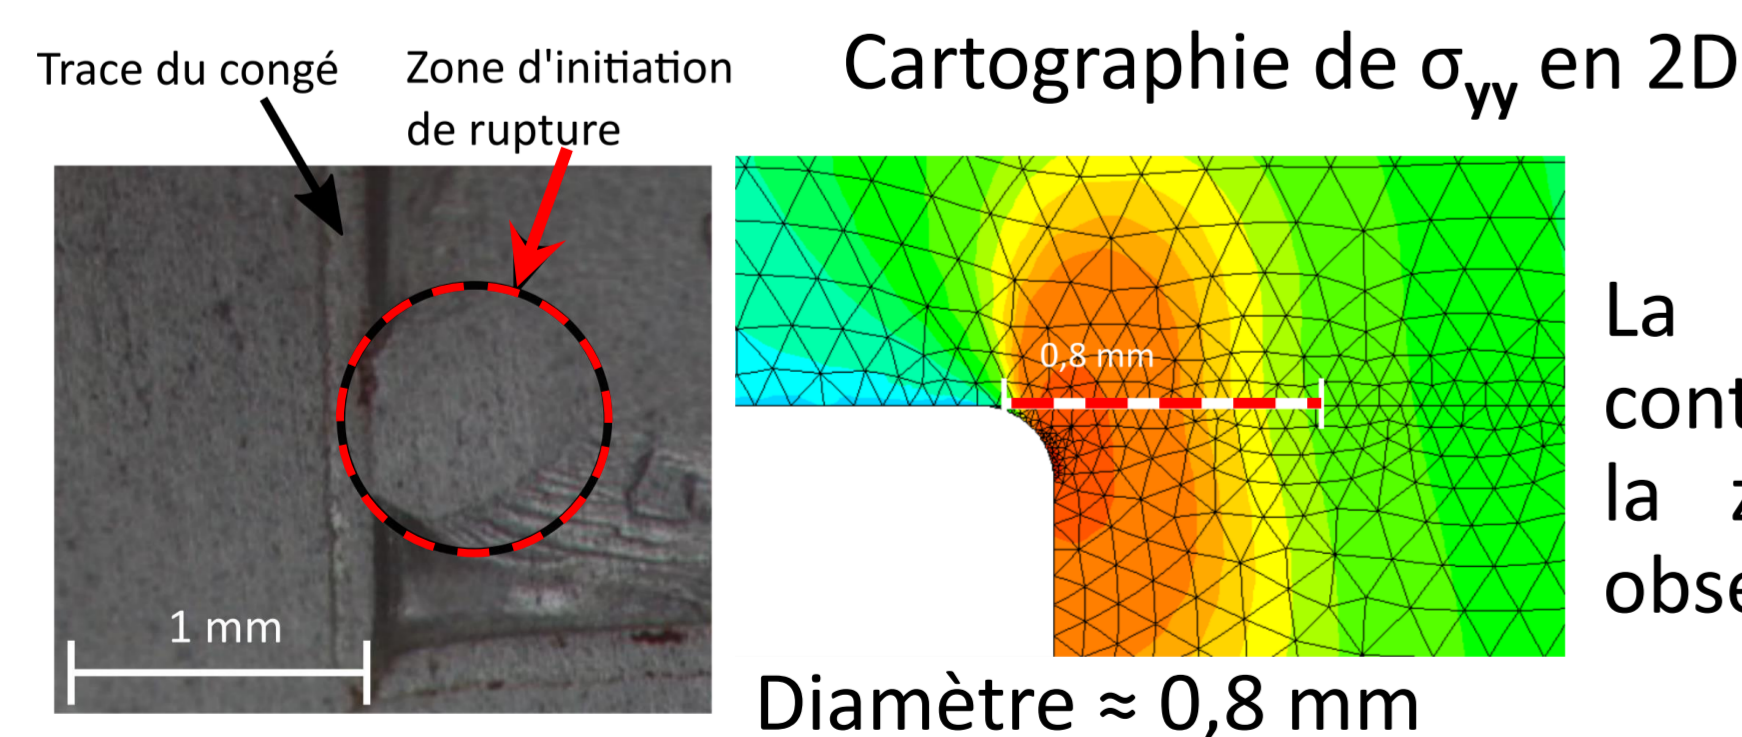 Trace du congé
Zone d'initiation
de rupture
Cartographie de σyy en 2D
0,8 mm
1 mm
Diamètre ≈ 0,8 mm
La
la